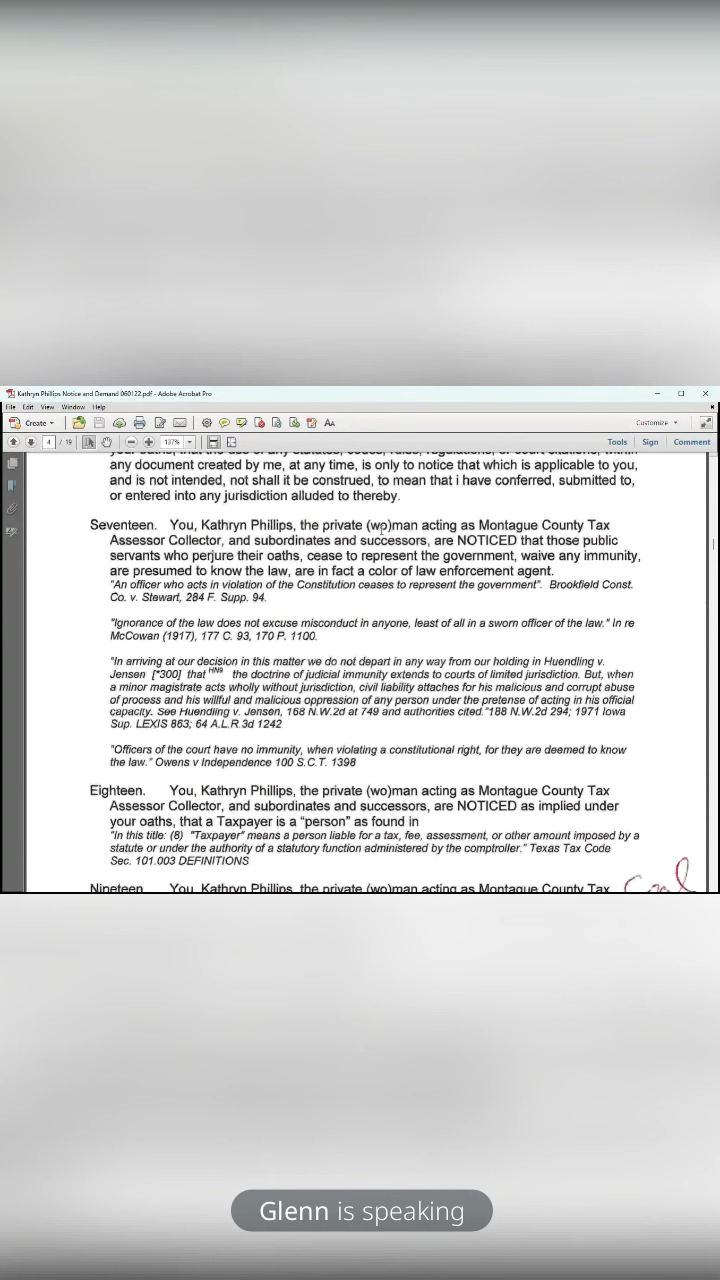 Kathryn Phillips Notice and Demand 060122.pdf - Adobe Acrobat Pro
File Edit View Window Help
Create
Customize
4 / 19
137%
Tools Sign Comment
any document created by me, at any time, is only to notice that which is applicable to you,
and is not intended, not shall it be construed, to mean that i have conferred, submitted to,
or entered into any jurisdiction alluded to thereby.
Seventeen. You, Kathryn Phillips, the private (wo)man acting as Montague County Tax
Assessor Collector, and subordinates and successors, are NOTICED that those public
servants who perjure their oaths, cease to represent the government, waive any immunity,
are presumed to know the law, are in fact a color of law enforcement agent.
"An officer who acts in violation of the Constitution ceases to represent the government". Brookfield Const.
Co. v. Stewart, 284 F. Supp. 94.
"Ignorance of the law does not excuse misconduct in anyone, least of all in a sworn officer of the law." In re
McCowan (1917), 177 C. 93, 170 P. 1100.
"In arriving at our decision in this matter we do not depart in any way from our holding in Huendling v.
Jensen [*300] that HN9 the doctrine of judicial immunity extends to courts of limited jurisdiction. But, when
a minor magistrate acts wholly without jurisdiction, civil liability attaches for his malicious and corrupt abuse
of process and his willful and malicious oppression of any person under the pretense of acting in his official
capacity. See Huendling v. Jensen, 168 N.W.2d at 749 and authorities cited."188 N.W.2d 294; 1971 Iowa
Sup. LEXIS 863; 64 A.L.R.3d 1242
"Officers of the court have no immunity, when violating a constitutional right, for they are deemed to know
the law." Owens v Independence 100 S.C.T. 1398
Eighteen. You, Kathryn Phillips, the private (wo)man acting as Montague County Tax
Assessor Collector, and subordinates and successors, are NOTICED as implied under
your oaths, that a Taxpayer is a "person" as found in
"In this title: (8) "Taxpayer" means a person liable for a tax, fee, assessment, or other amount imposed by a
statute or under the authority of a statutory function administered by the comptroller." Texas Tax Code
Sec. 101.003 DEFINITIONS
Nineteen. You, Kathryn Phillips, the private (wo)man acting as Montague County Tax
Glenn is speaking